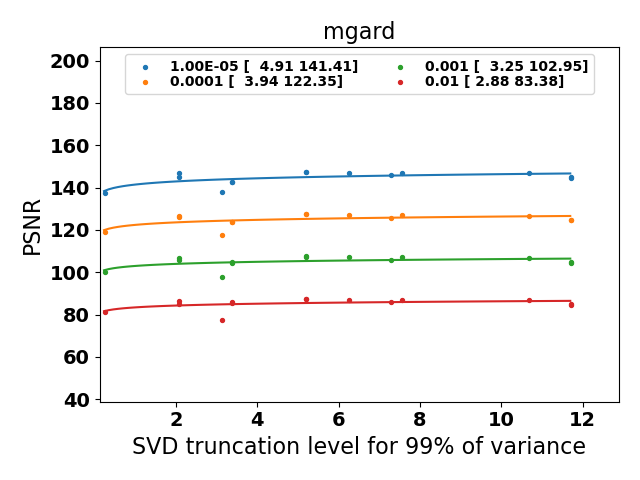 mgard
1.00E-05 [  4.91 141.41]
0.0001 [  3.94 122.35]
0.001 [  3.25 102.95]
0.01 [ 2.88 83.38]
200
180
160
140
120
100
80
60
40
PSNR
2 4 6 8 10 12
SVD truncation level for 99% of variance